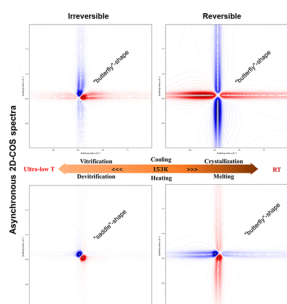 Irreversible
Reversible
Asynchronous 2D-COS spectra
"butterfly"-shape
"butterfly"-shape
Vitrification
Cooling
Crystallization
Ultra-low T
<<<
153K
>>>
RT
Devitrification
Heating
Melting
"saddle"-shape
"butterfly"-shape